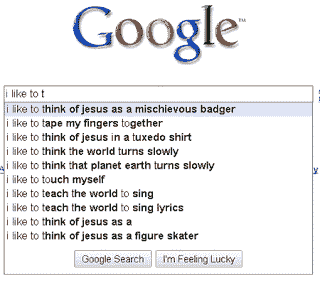 Google™
i like to t
i like to think of jesus as a mischievous badger
i like to tape my fingers together
i like to think of jesus in a tuxedo shirt
i like to think the world turns slowly
i like to think that planet earth turns slowly
i like to touch myself
i like to teach the world to sing
i like to teach the world to sing lyrics
i like to think of jesus as a
i like to think of jesus as a figure skater
Google Search
I'm Feeling Lucky